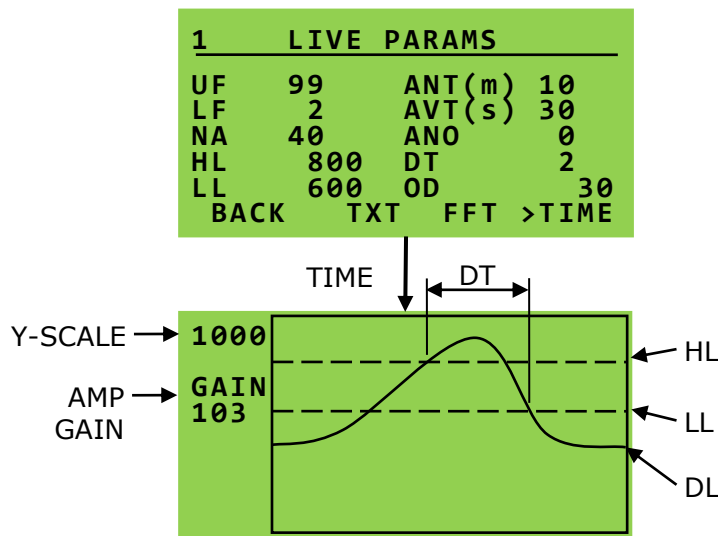 1 LIVE PARAMS
UF 99 ANT(m) 10
LF 2 AVT(s) 30
NA 40 ANO 0
HL 800 DT 2
LL 600 OD 30
BACK TXT FFT >TIME
TIME DT
Y-SCALE 1000
HL
AMP GAIN
GAIN 103
LL
DL